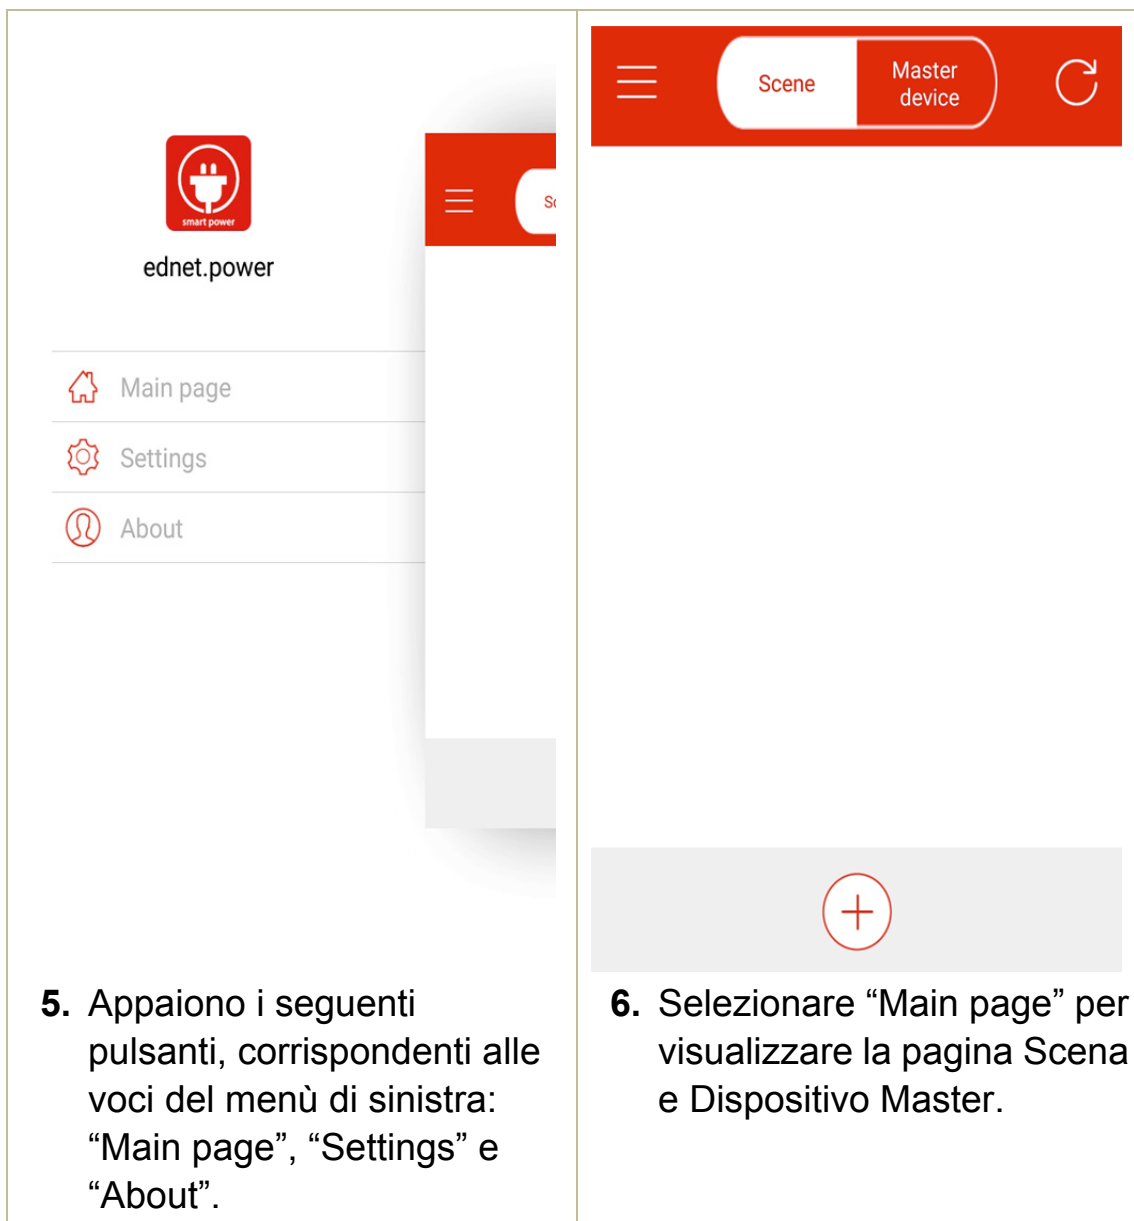 smart power
ednet.power
Main page
Settings
About
5. Appaiono i seguenti
pulsanti, corrispondenti alle
voci del menù di sinistra:
“Main page”, “Settings” e
“About”.
Scene
Master
device
6. Selezionare “Main page” per
visualizzare la pagina Scena
e Dispositivo Master.